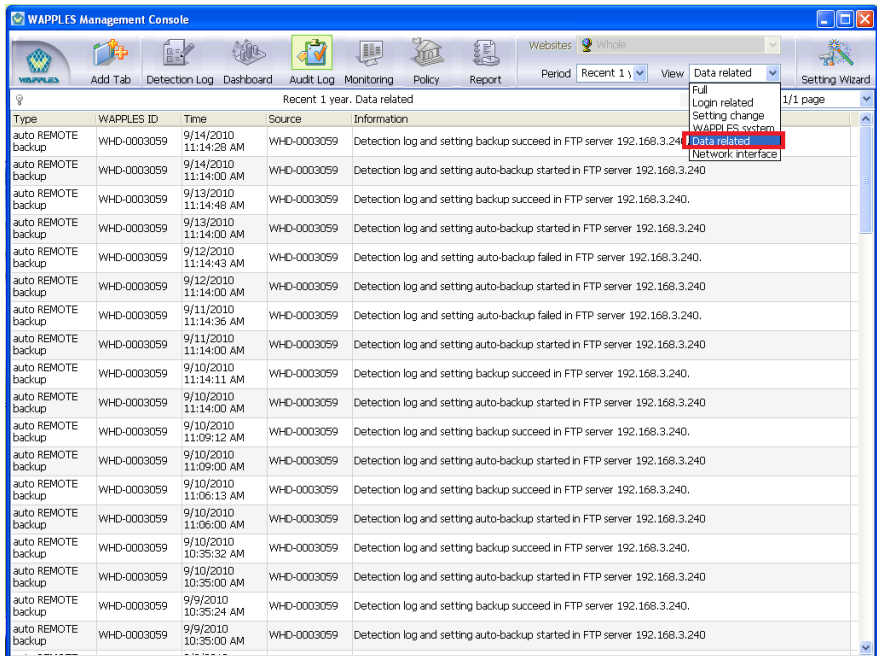 WAPPLES Management Console
WAPPLES
Add Tab
Detection Log
Dashboard
Audit Log
Monitoring
Policy
Report
Websites Whole
Period Recent 1 y View Data related
Setting Wizard
Full
Login related
Setting change
WAPPLES system
Data related
Network interface
Recent 1 year. Data related 1/1 page
Type WAPPLES ID Time Source Information
auto REMOTE backup WHD-0003059 9/14/2010 11:14:28 AM WHD-0003059 Detection log and setting backup succeed in FTP server 192.168.3.240
auto REMOTE backup WHD-0003059 9/14/2010 11:14:00 AM WHD-0003059 Detection log and setting auto-backup started in FTP server 192.168.3.240
auto REMOTE backup WHD-0003059 9/13/2010 11:14:48 AM WHD-0003059 Detection log and setting backup succeed in FTP server 192.168.3.240.
auto REMOTE backup WHD-0003059 9/13/2010 11:14:00 AM WHD-0003059 Detection log and setting auto-backup started in FTP server 192.168.3.240
auto REMOTE backup WHD-0003059 9/12/2010 11:14:43 AM WHD-0003059 Detection log and setting auto-backup failed in FTP server 192.168.3.240.
auto REMOTE backup WHD-0003059 9/12/2010 11:14:00 AM WHD-0003059 Detection log and setting auto-backup started in FTP server 192.168.3.240
auto REMOTE backup WHD-0003059 9/11/2010 11:14:36 AM WHD-0003059 Detection log and setting auto-backup failed in FTP server 192.168.3.240.
auto REMOTE backup WHD-0003059 9/11/2010 11:14:00 AM WHD-0003059 Detection log and setting auto-backup started in FTP server 192.168.3.240
auto REMOTE backup WHD-0003059 9/10/2010 11:14:11 AM WHD-0003059 Detection log and setting backup succeed in FTP server 192.168.3.240.
auto REMOTE backup WHD-0003059 9/10/2010 11:14:00 AM WHD-0003059 Detection log and setting auto-backup started in FTP server 192.168.3.240
auto REMOTE backup WHD-0003059 9/10/2010 11:09:12 AM WHD-0003059 Detection log and setting backup succeed in FTP server 192.168.3.240.
auto REMOTE backup WHD-0003059 9/10/2010 11:09:00 AM WHD-0003059 Detection log and setting auto-backup started in FTP server 192.168.3.240
auto REMOTE backup WHD-0003059 9/10/2010 11:06:13 AM WHD-0003059 Detection log and setting backup succeed in FTP server 192.168.3.240.
auto REMOTE backup WHD-0003059 9/10/2010 11:06:00 AM WHD-0003059 Detection log and setting auto-backup started in FTP server 192.168.3.240
auto REMOTE backup WHD-0003059 9/10/2010 10:35:32 AM WHD-0003059 Detection log and setting backup succeed in FTP server 192.168.3.240.
auto REMOTE backup WHD-0003059 9/10/2010 10:35:00 AM WHD-0003059 Detection log and setting auto-backup started in FTP server 192.168.3.240
auto REMOTE backup WHD-0003059 9/9/2010 10:35:24 AM WHD-0003059 Detection log and setting backup succeed in FTP server 192.168.3.240.
auto REMOTE backup WHD-0003059 9/9/2010 10:35:00 AM WHD-0003059 Detection log and setting auto-backup started in FTP server 192.168.3.240